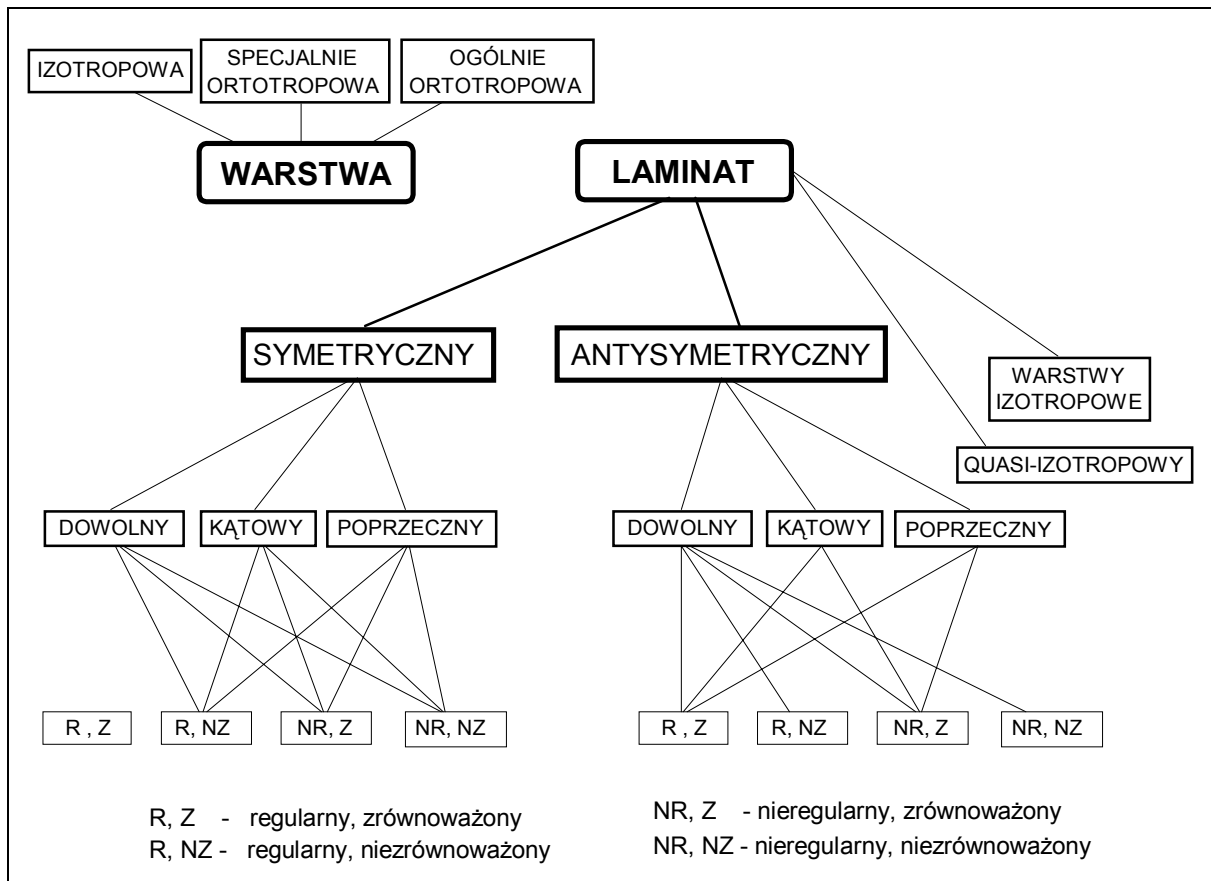 IZOTROPOWA
SPECJALNIE
ORTOTROPOWA
OGÓLNIE
ORTOTROPOWA
WARSTWA
LAMINAT
SYMETRYCZNY
ANTYSYMETRYCZNY
WARSTWY
IZOTROPOWE
QUASI-IZOTROPOWY
DOWOLNY
KĄTOWY
POPRZECZNY
DOWOLNY
KĄTOWY
POPRZECZNY
R , Z
R, NZ
NR, Z
NR, NZ
R , Z
R, NZ
NR, Z
NR, NZ
R, Z - regularny, zrównoważony
R, NZ - regularny, niezrównoważony
NR, Z - nieregularny, zrównoważony
NR, NZ - nieregularny, niezrównoważony